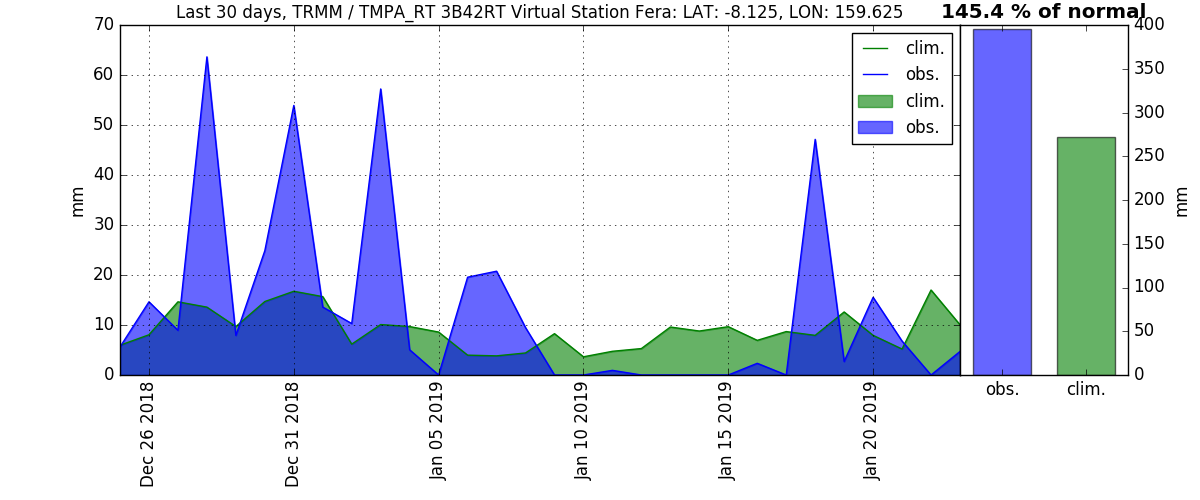 Last 30 days, TRMM / TMPA_RT 3B42RT Virtual Station Fera: LAT: -8.125, LON: 159.625
145.4 % of normal
70
60
50
40
30
20
10
0
mm
Dec 26 2018
Dec 31 2018
Jan 05 2019
Jan 10 2019
Jan 15 2019
Jan 20 2019
clim.
obs.
clim.
obs.
400
350
300
250
200
150
100
50
0
mm
obs.
clim.